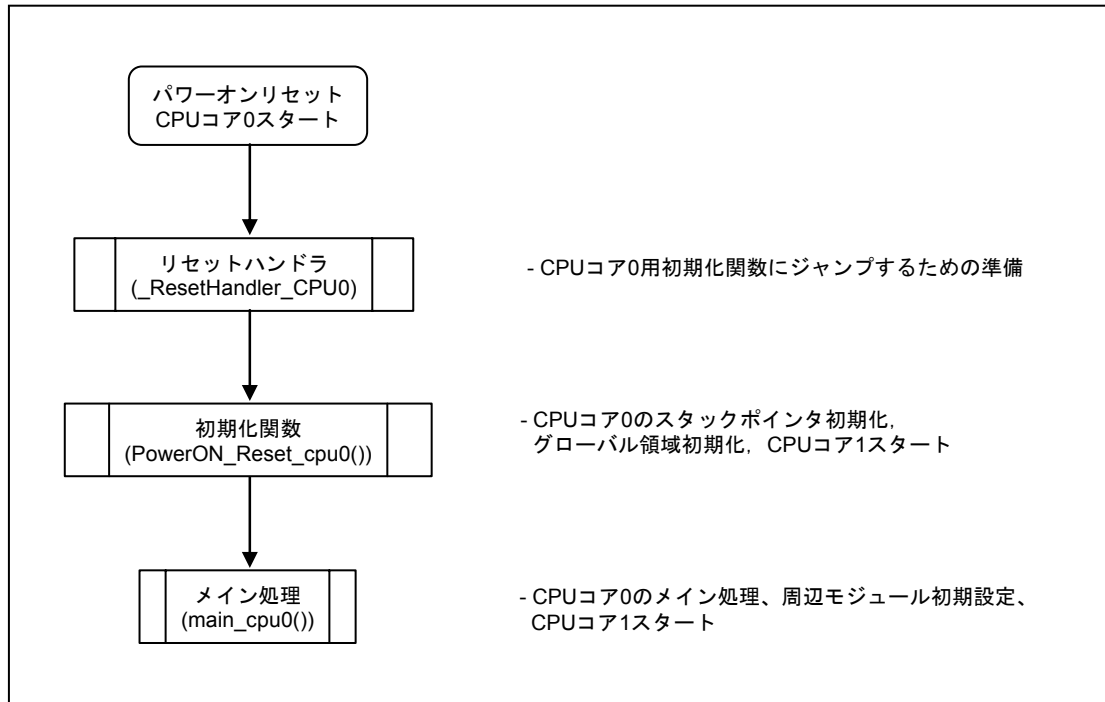 パワーオンリセット
CPUコア0スタート
リセットハンドラ
(_ResetHandler_CPU0)
- CPUコア0用初期化関数にジャンプするための準備
初期化関数
(PowerON_Reset_cpu0())
- CPUコア0のスタックポインタ初期化,
グローバル領域初期化, CPUコア1スタート
メイン処理
(main_cpu0())
- CPUコア0のメイン処理、周辺モジュール初期設定、
CPUコア1スタート